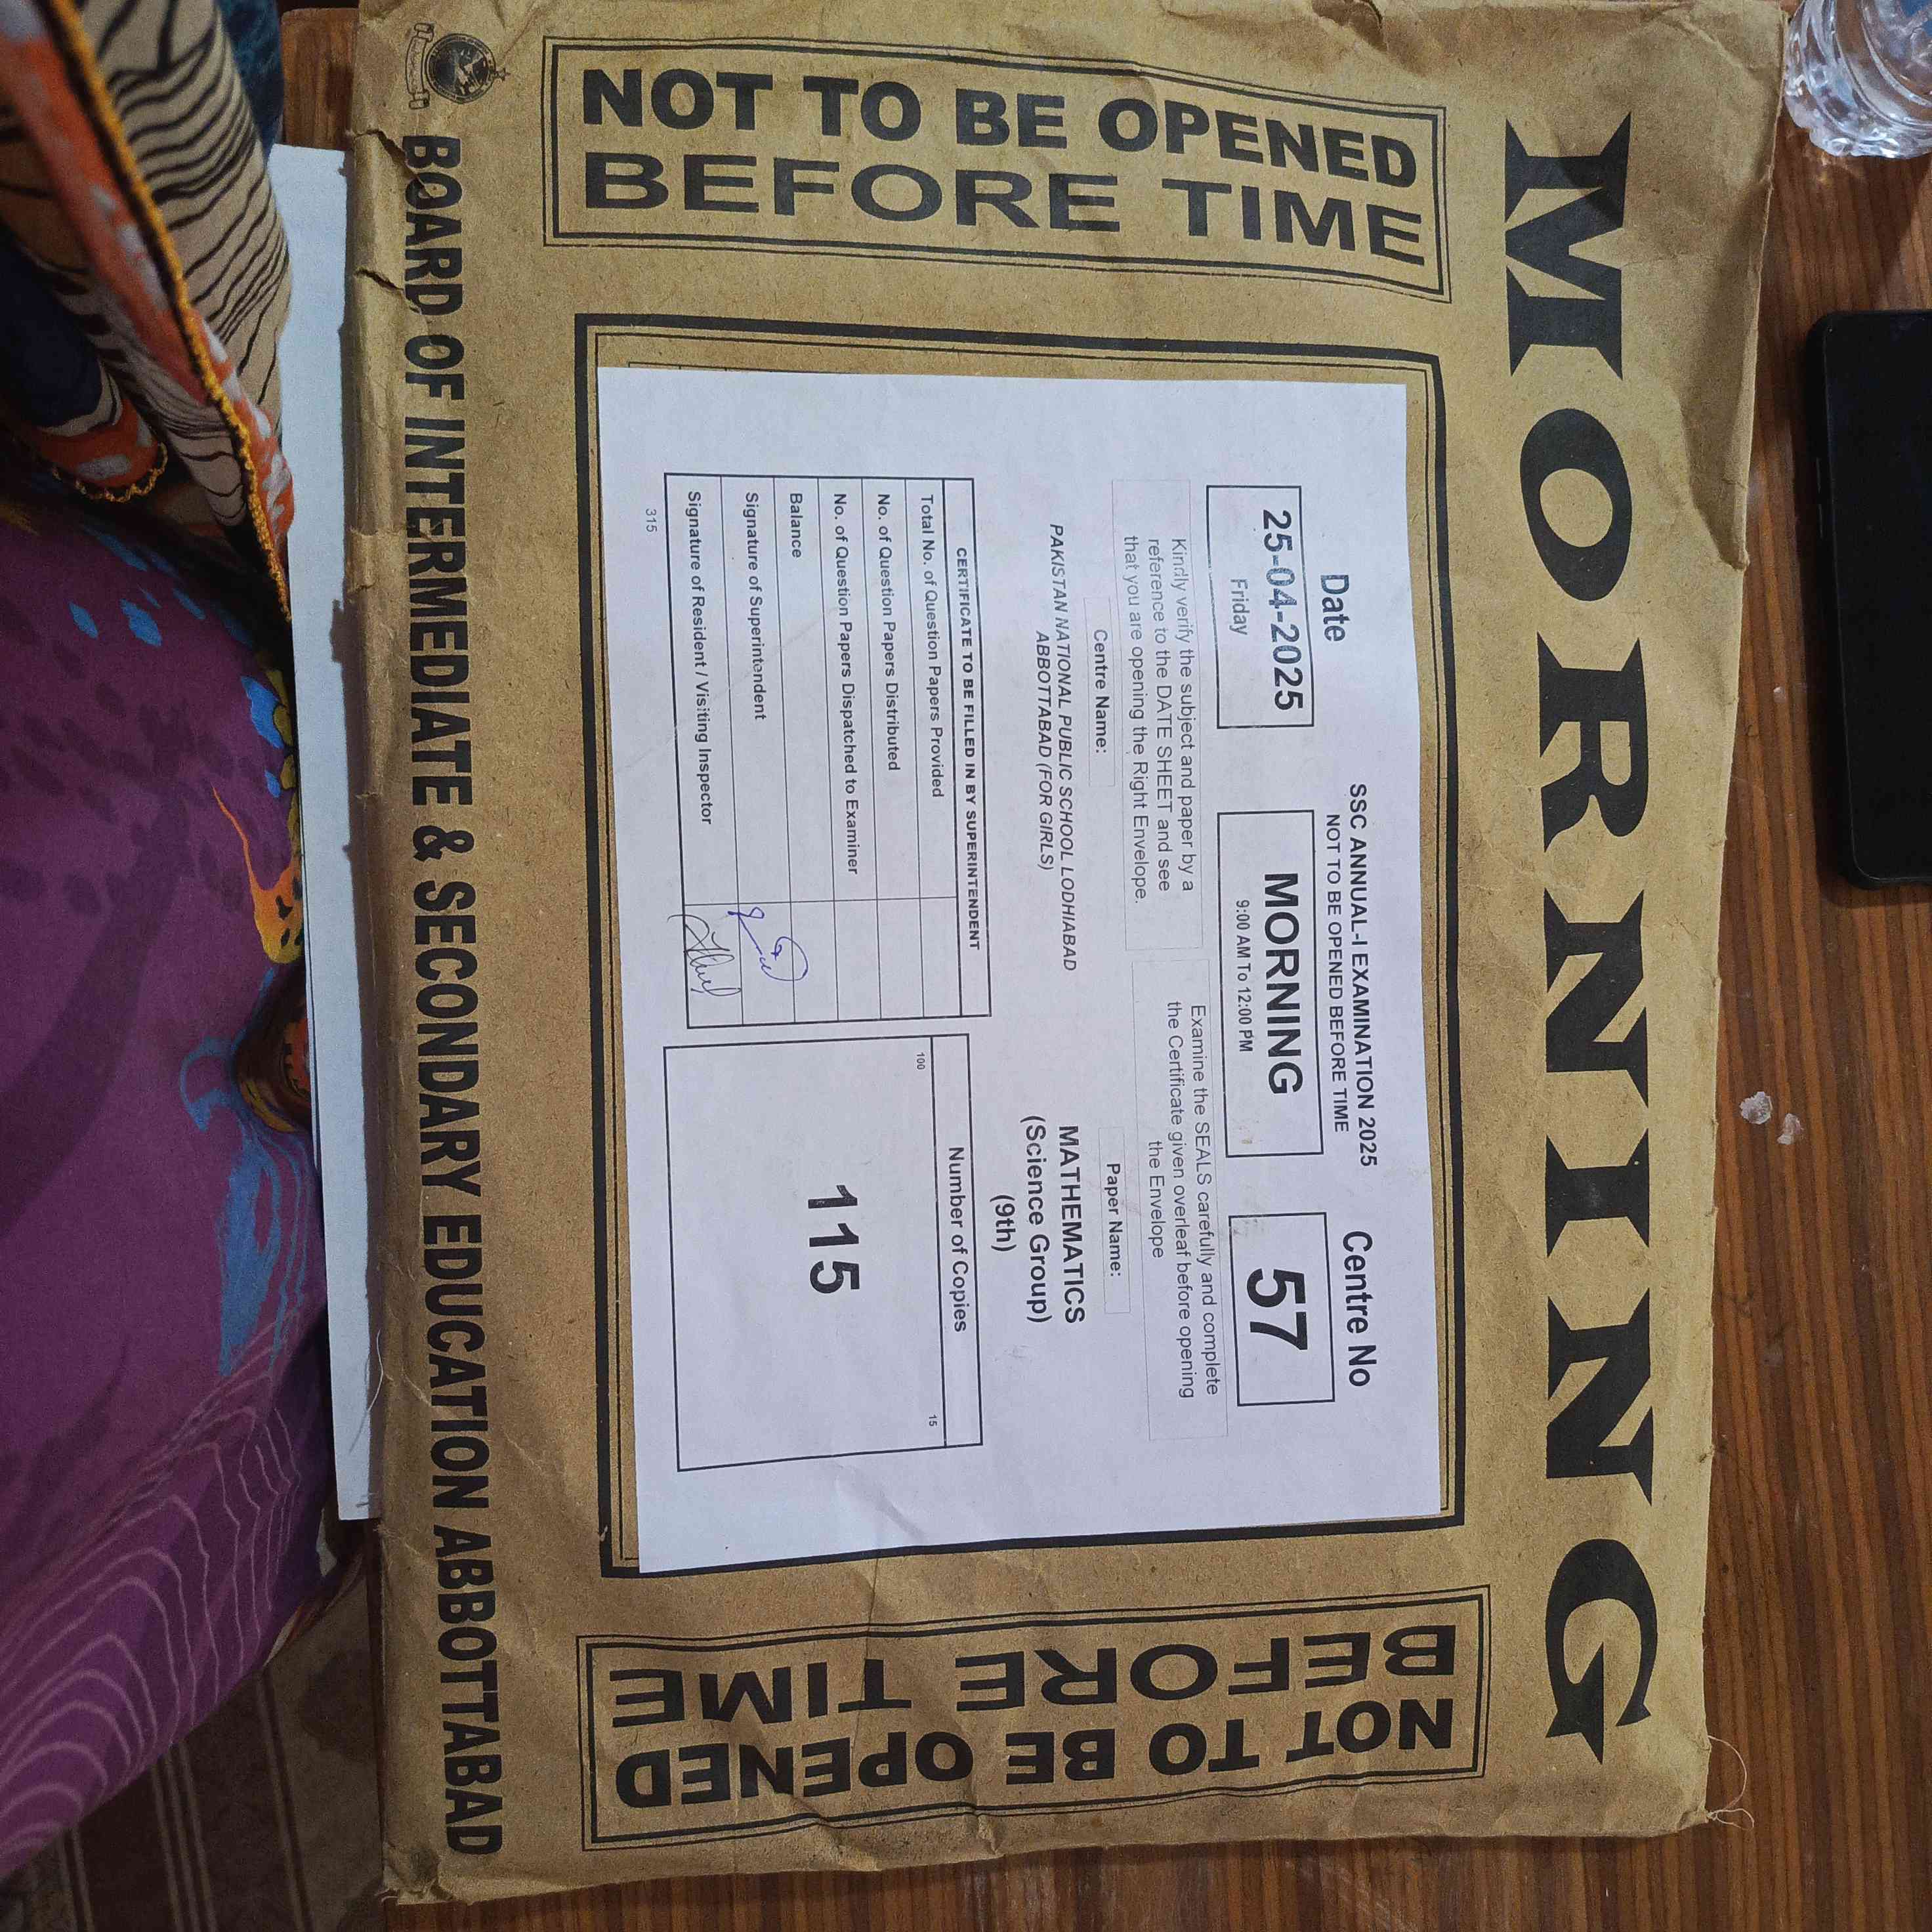 MORNING
NOT TO BE OPENED
BEFORE TIME
Date
25-04-2025
Friday
SSC ANNUAL-I EXAMINATION 2025
NOT TO BE OPENED BEFORE TIME
MORNING
9:00 AM To 12:00 PM
Centre No
57
Kindly verify the subject and paper by a
reference to the DATE SHEET and see
that you are opening the Right Envelope.
Examine the SEALS carefully and complete
the Certificate given overleaf before opening
the Envelope
Centre Name:
PAKISTAN NATIONAL PUBLIC SCHOOL LODHIABAD
ABBOTTABAD (FOR GIRLS)
Paper Name:
MATHEMATICS
(Science Group)
(9th)
CERTIFICATE TO BE FILLED IN BY SUPERINTENDENT
Total No. of Question Papers Provided
No. of Question Papers Distributed
No. of Question Papers Dispatched to Examiner
Balance
Signature of Superintendent
Signature of Resident / Visiting Inspector
315
Number of Copies
100
15
115
NOT TO BE OPENED
BEFORE TIME
BOARD OF INTERMEDIATE & SECONDARY EDUCATION ABBOTTABAD